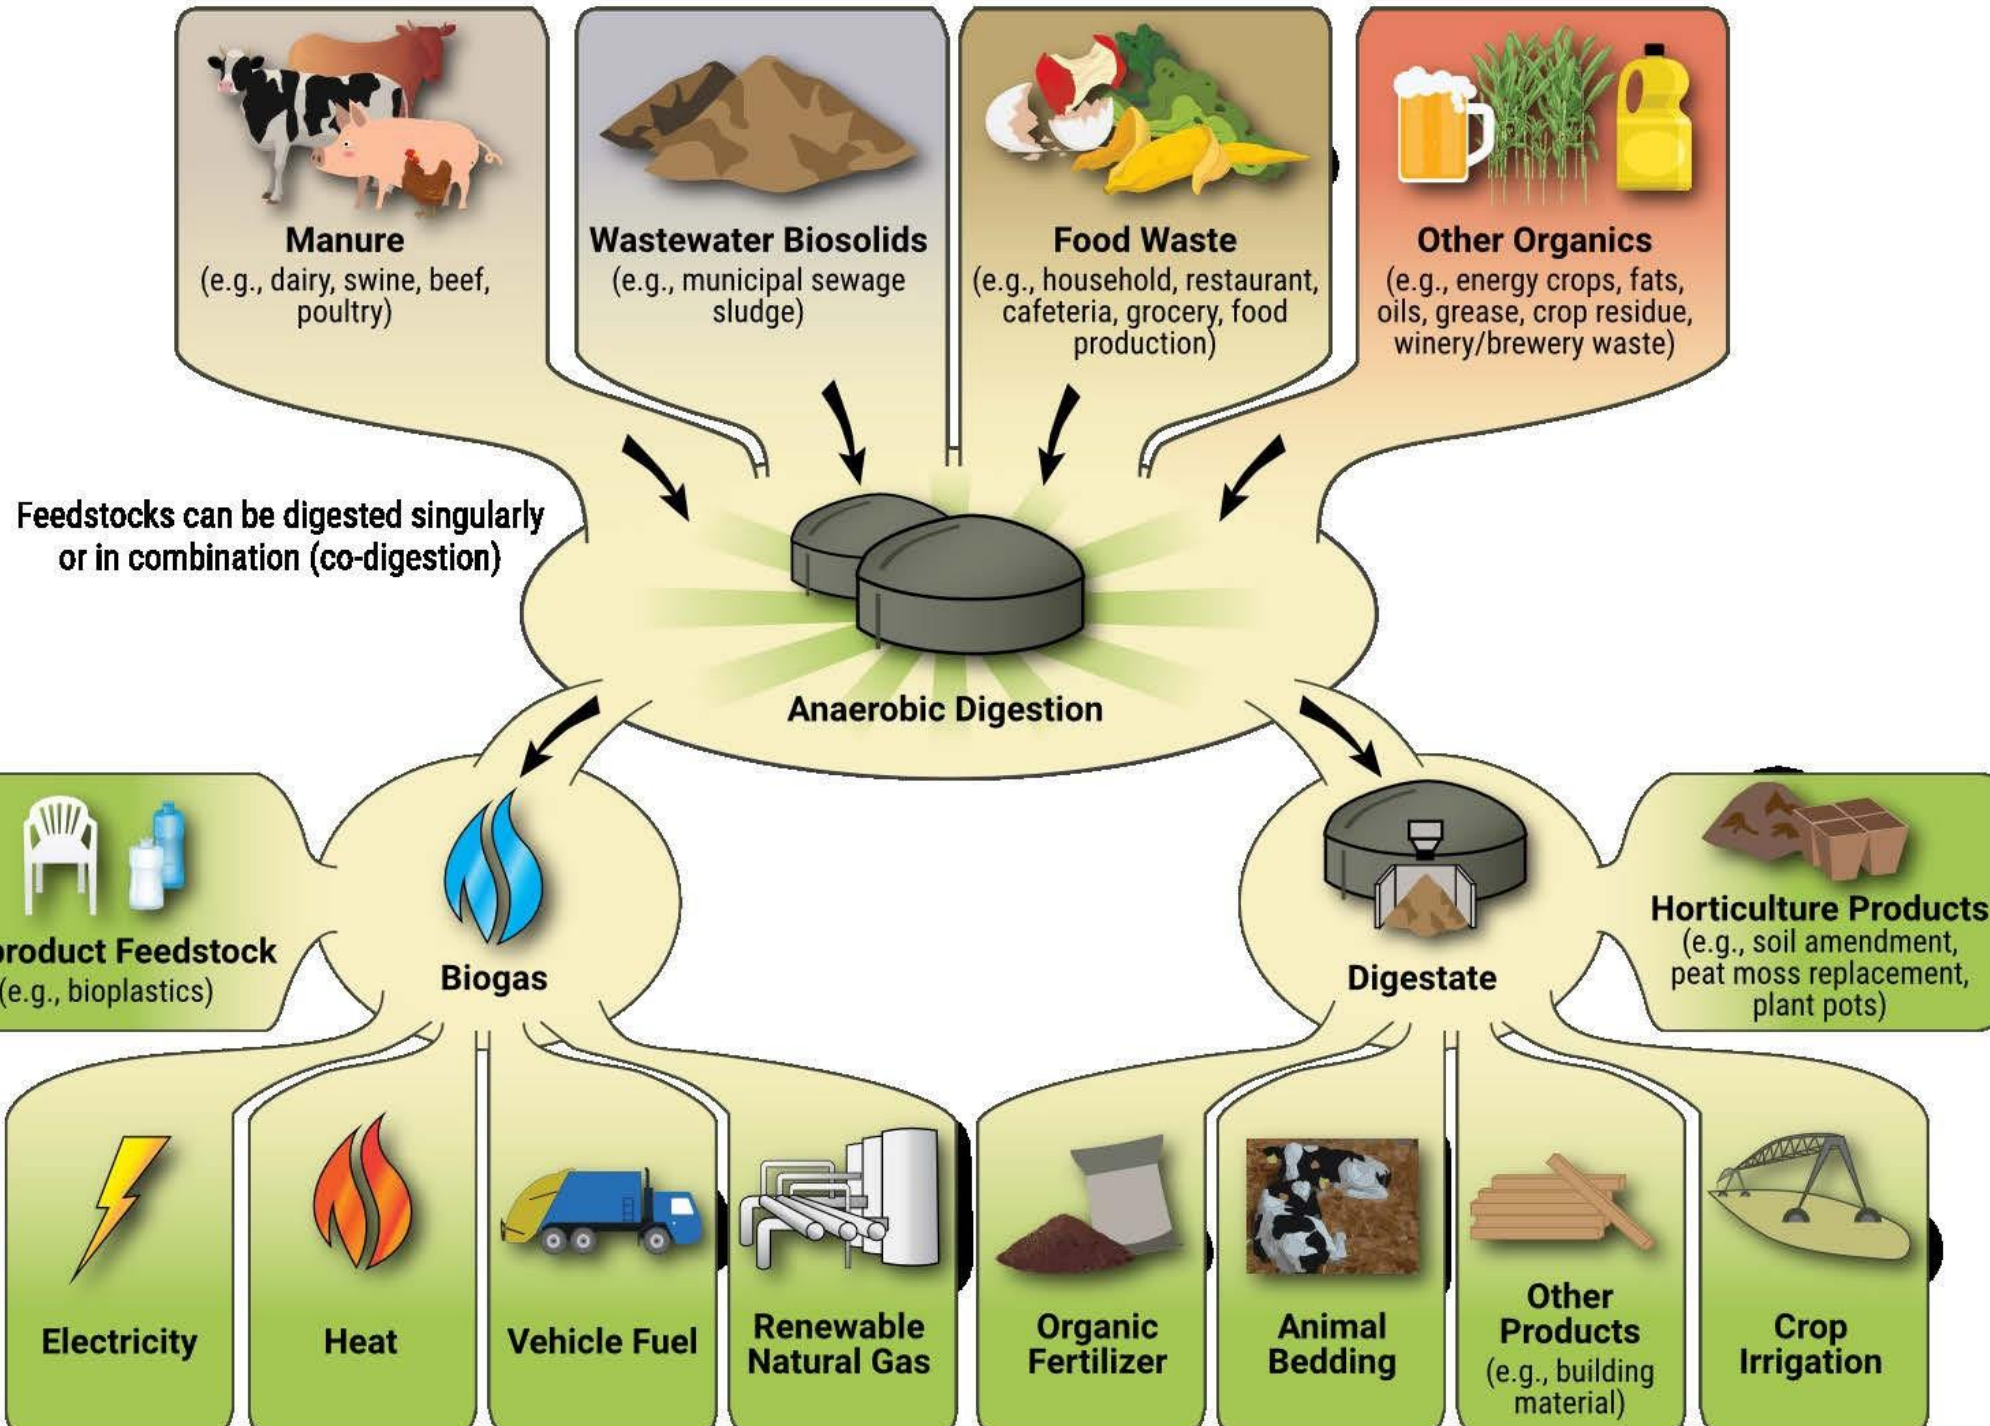 Manure
(e.g., dairy, swine, beef,
poultry)
Wastewater Biosolids
(e.g., municipal sewage
sludge)
Food Waste
(e.g., household, restaurant,
cafeteria, grocery, food
production)
Other Organics
(e.g., energy crops, fats,
oils, grease, crop residue,
winery/brewery waste)
Feedstocks can be digested singularly
or in combination (co-digestion)
Anaerobic Digestion
Feedstock
(e.g., bioplastics)
Biogas
Digestate
Horticulture Products
(e.g., soil amendment,
peat moss replacement,
plant pots)
Electricity
Heat
Vehicle Fuel
Renewable
Natural Gas
Organic
Fertilizer
Animal
Bedding
Other
Products
(e.g., building
material)
Crop
Irrigation